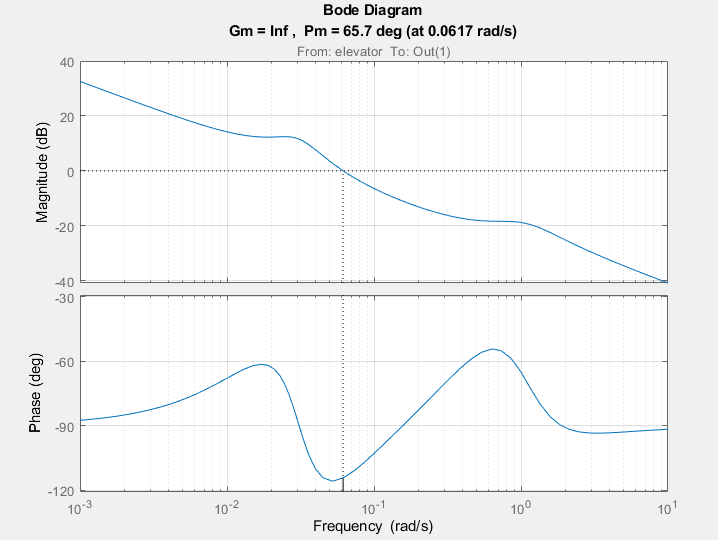 Bode Diagram
Gm = Inf ,  Pm = 65.7 deg (at 0.0617 rad/s)
From: elevator  To: Out(1)
40
20
0
-20
-40
Magnitude (dB)
-30
-60
-90
-120
Phase (deg)
10^-3
10^-2
10^-1
10^0
10^1
Frequency  (rad/s)